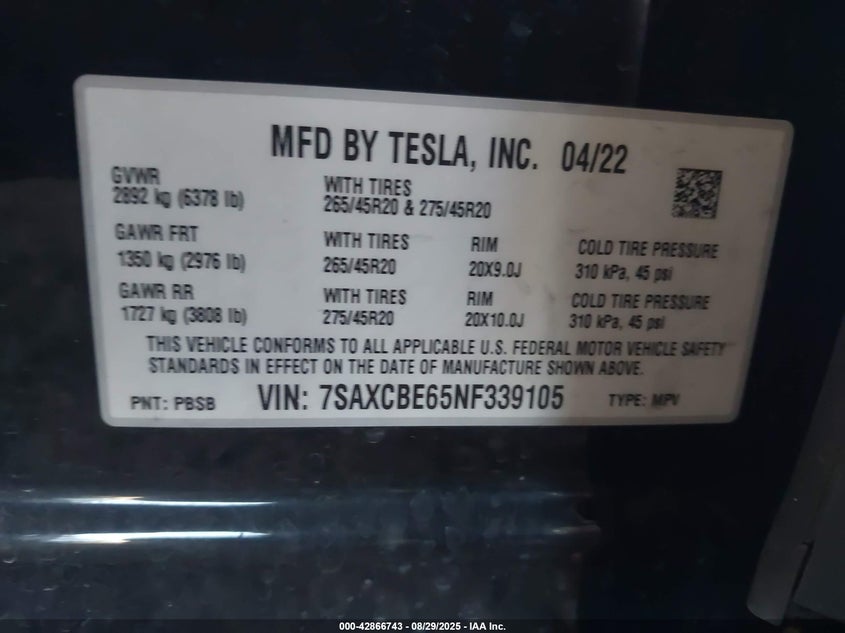 MFD BY TESLA, INC. 04/22
GVWR
2892 kg (6378 lb)
WITH TIRES
265/45R20 & 275/45R20
GAWR FRT
1350 kg (2976 lb)
WITH TIRES
265/45R20
RIM
20X9.0J
COLD TIRE PRESSURE
310 kPa, 45 psi
GAWR RR
1727 kg (3808 lb)
WITH TIRES
275/45R20
RIM
20X10.0J
COLD TIRE PRESSURE
310 kPa, 45 psi
THIS VEHICLE CONFORMS TO ALL APPLICABLE U.S. FEDERAL MOTOR VEHICLE SAFETY
STANDARDS IN EFFECT ON THE DATE OF MANUFACTURE SHOWN ABOVE.
PNT: PBSB VIN: 7SAXCBE65NF339105 TYPE: MPV
000-42866743 - 08/29/2025 - IAA Inc.